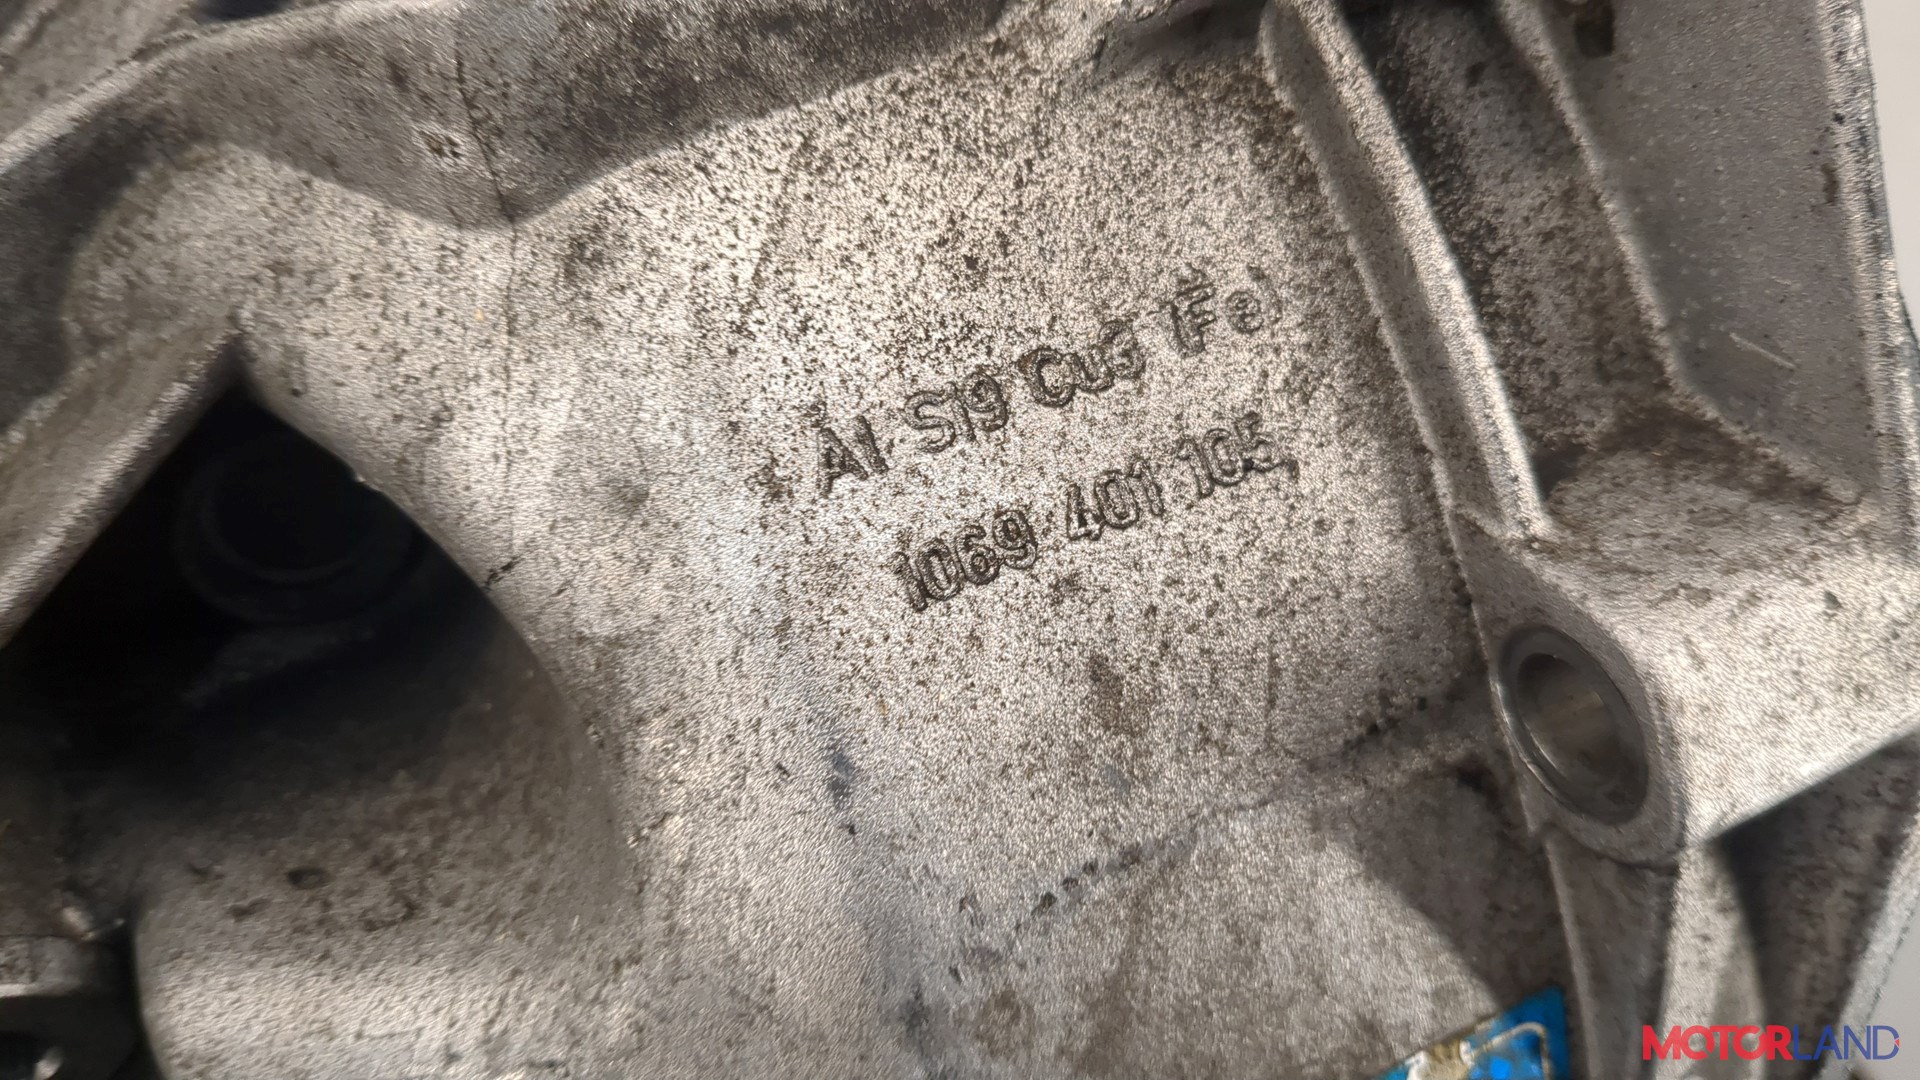 Al Si9 Cu3 (Fe)
1069 401 105
MOTORLAND